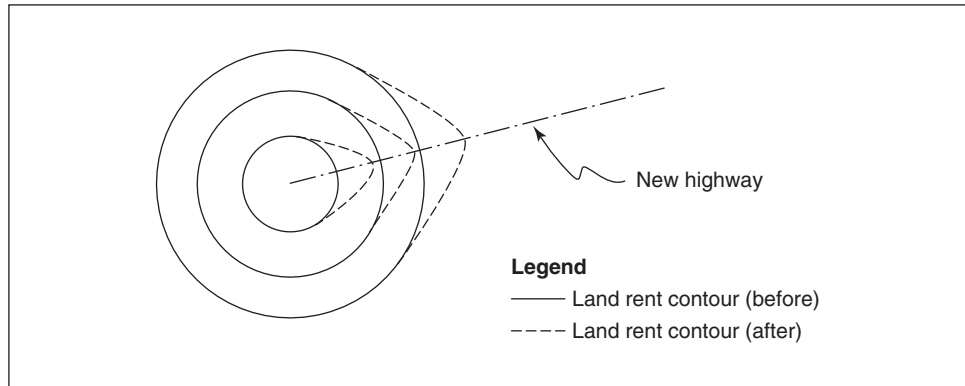 New highway
Legend
Land rent contour (before)
Land rent contour (after)